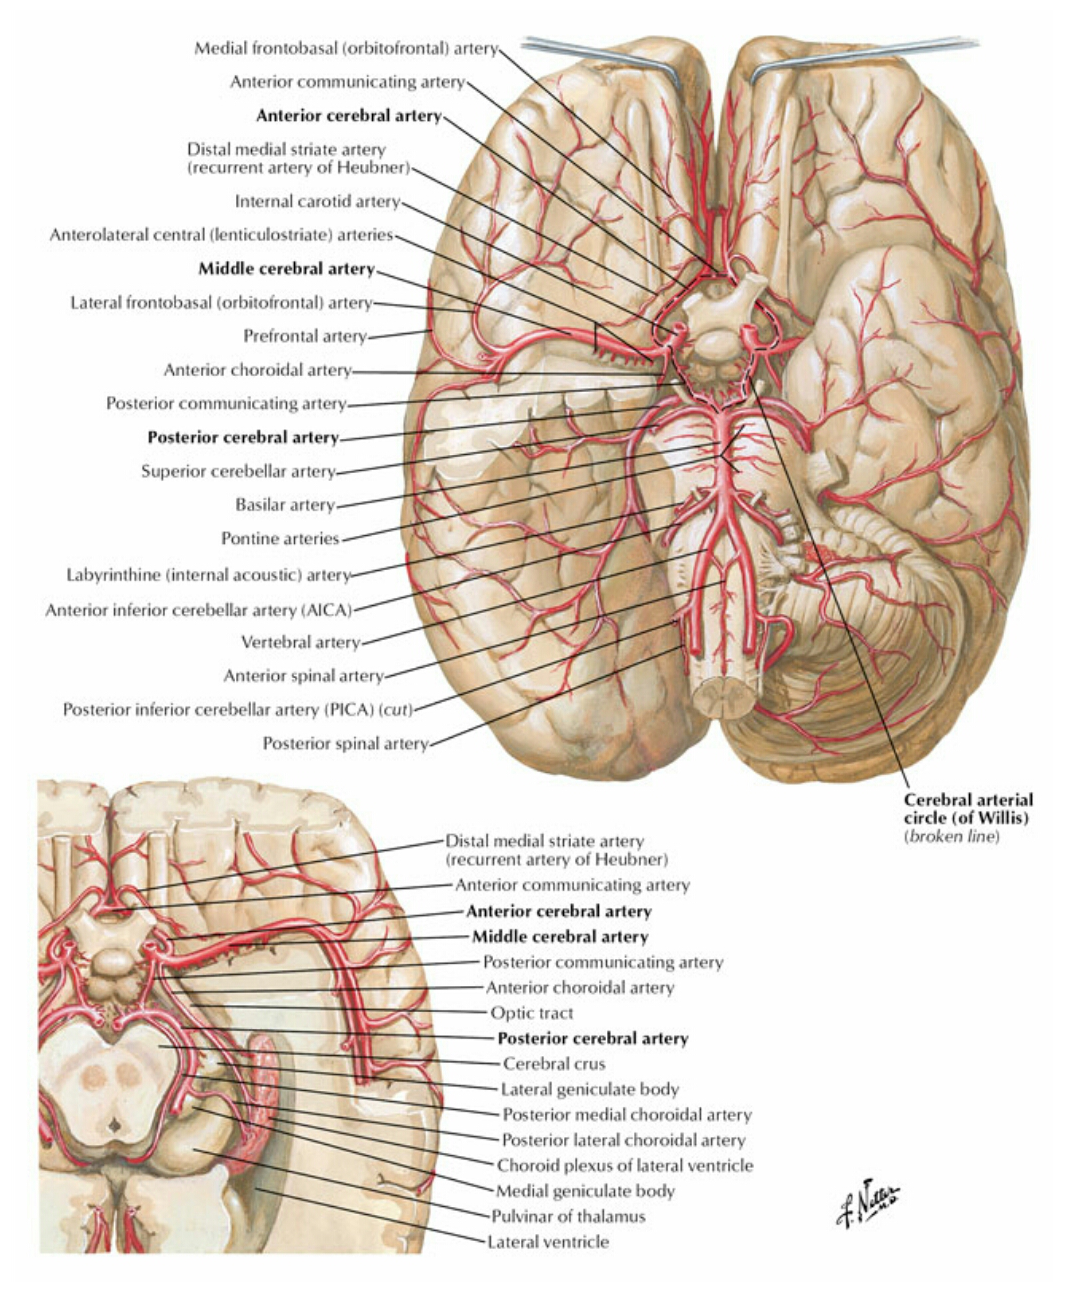 Medial frontobasal (orbitofrontal) artery
Anterior communicating artery
Anterior cerebral artery
Distal medial striate artery
(recurrent artery of Heubner)
Internal carotid artery
Anterolateral central (lenticulostriate) arteries
Middle cerebral artery
Lateral frontobasal (orbitofrontal) artery
Prefrontal artery
Anterior choroidal artery
Posterior communicating artery
Posterior cerebral artery
Superior cerebellar artery
Basilar artery
Pontine arteries
Labyrinthine (internal acoustic) artery
Anterior inferior cerebellar artery (AICA)
Vertebral artery
Anterior spinal artery
Posterior inferior cerebellar artery (PICA) (cut)
Posterior spinal artery
Cerebral arterial
circle (of Willis)
(broken line)
Distal medial striate artery
(recurrent artery of Heubner)
Anterior communicating artery
Anterior cerebral artery
Middle cerebral artery
Posterior communicating artery
Anterior choroidal artery
Optic tract
Posterior cerebral artery
Cerebral crus
Lateral geniculate body
Posterior medial choroidal artery
Posterior lateral choroidal artery
Choroid plexus of lateral ventricle
Medial geniculate body
Pulvinar of thalamus
Lateral ventricle
F. Netter
M.D.